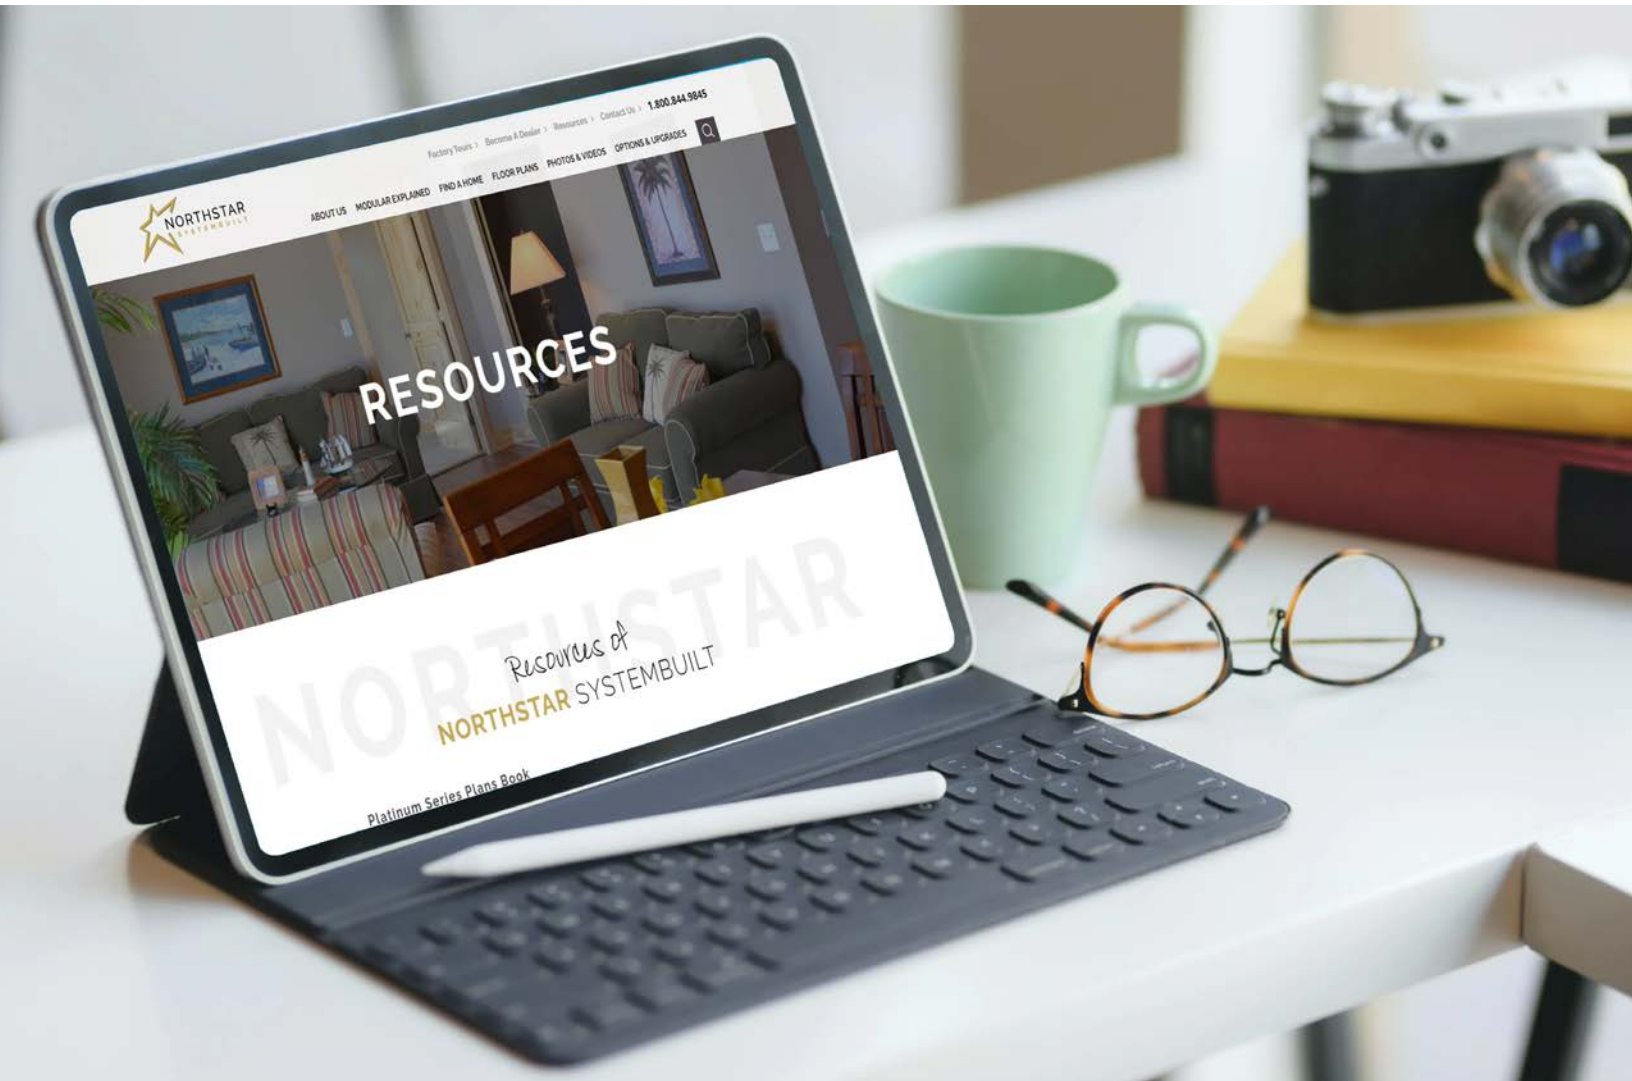 Factory Tours > Become A Dealer > Resources > Contact Us > 1.800.844.9845
NORTHSTAR
SYSTEMBUILT
ABOUT US MODULAR EXPLAINED FIND A HOME FLOOR PLANS PHOTOS & VIDEOS OPTIONS & UPGRADES
RESOURCES
NORTHSTAR
Resources of
NORTHSTAR SYSTEMBUILT
Platinum Series Plans Book